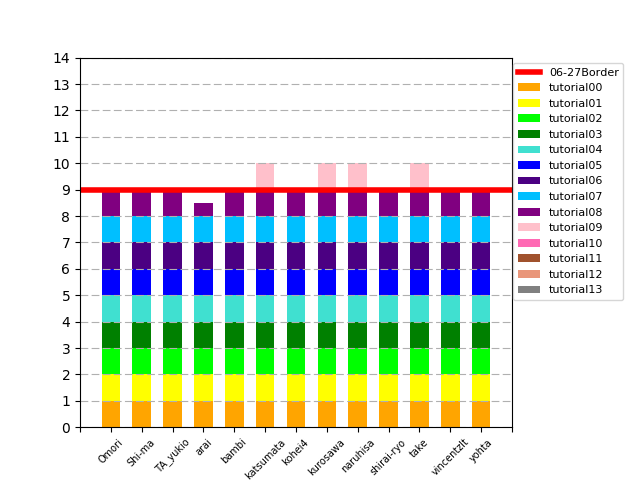 14
13
12
11
10
9
8
7
6
5
4
3
2
1
0
Omori
Shi-ma
TA_yukio
arai
bambi
katsumata
kohei4
kurosawa
naruhisa
shirai-ryo
take
vincentzlt
yohta
06-27Border
tutorial00
tutorial01
tutorial02
tutorial03
tutorial04
tutorial05
tutorial06
tutorial07
tutorial08
tutorial09
tutorial10
tutorial11
tutorial12
tutorial13